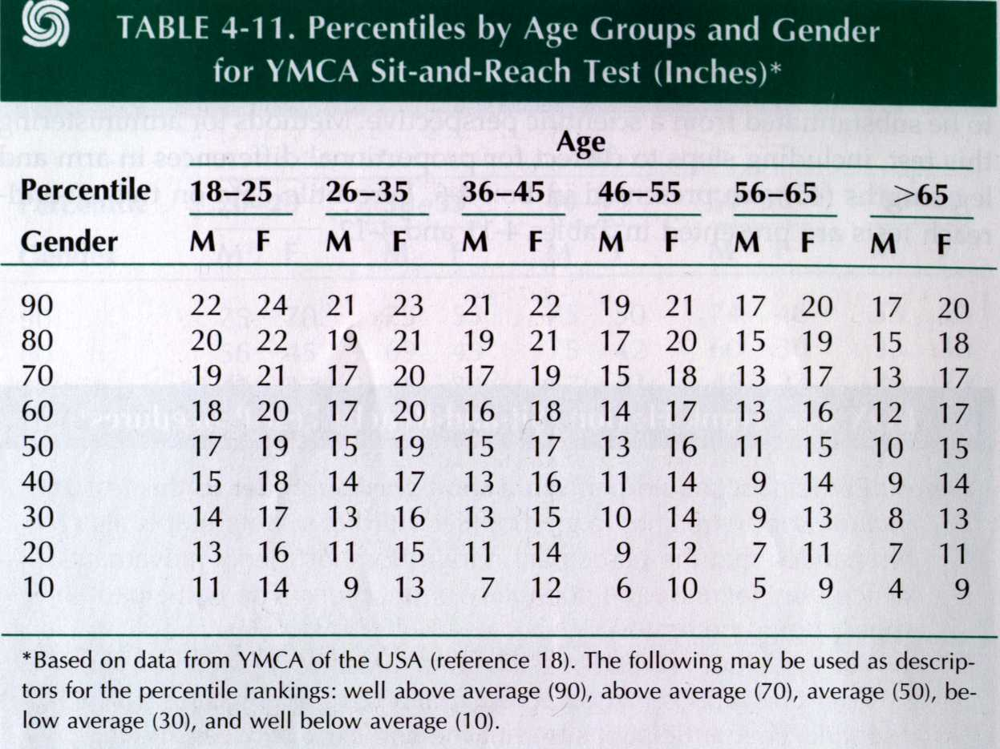 TABLE 4-11. Percentiles by Age Groups and Gender
for YMCA Sit-and-Reach Test (Inches)*
Age
Percentile 18–25 26–35 36–45 46–55 56–65 >65
Gender M F M F M F M F M F M F
90 22 24 21 23 21 22 19 21 17 20 17 20
80 20 22 19 21 19 21 17 20 15 19 15 18
70 19 21 17 20 17 19 15 18 13 17 13 17
60 18 20 17 20 16 18 14 17 13 16 12 17
50 17 19 15 19 15 17 13 16 11 15 10 15
40 15 18 14 17 13 16 11 14 9 14 9 14
30 14 17 13 16 13 15 10 14 9 13 8 13
20 13 16 11 15 11 14 9 12 7 11 7 11
10 11 14 9 13 7 12 6 10 5 9 4 9
*Based on data from YMCA of the USA (reference 18). The following may be used as descrip-
tors for the percentile rankings: well above average (90), above average (70), average (50), be-
low average (30), and well below average (10).